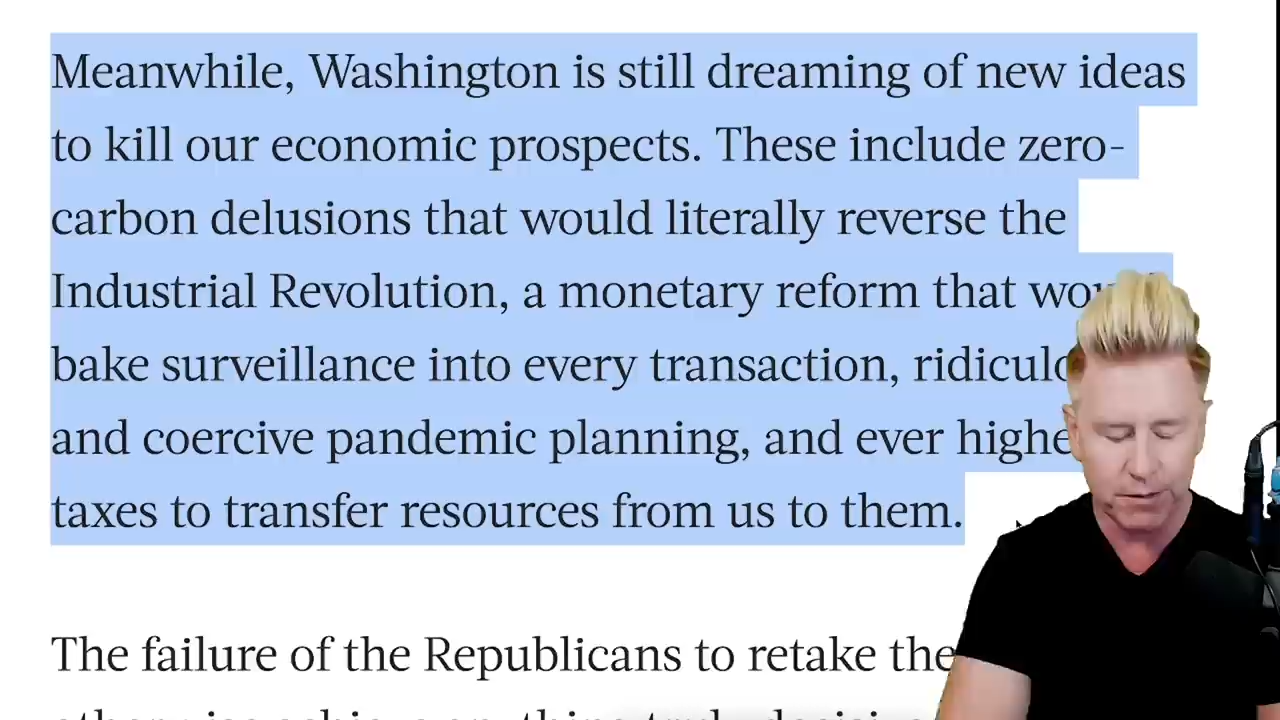 Meanwhile, Washington is still dreaming of new ideas
to kill our economic prospects. These include zero-
carbon delusions that would literally reverse the
Industrial Revolution, a monetary reform that
bake surveillance into every transaction,
and coercive pandemic planning, and ever
taxes to transfer resources from us to them.
The failure of the Republicans to retake the